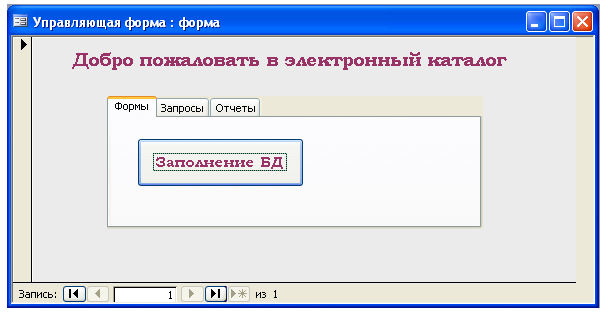 Управляющая форма : форма
Добро пожаловать в электронный каталог
Формы Запросы Отчеты
Заполнение БД
Запись: 1 из 1